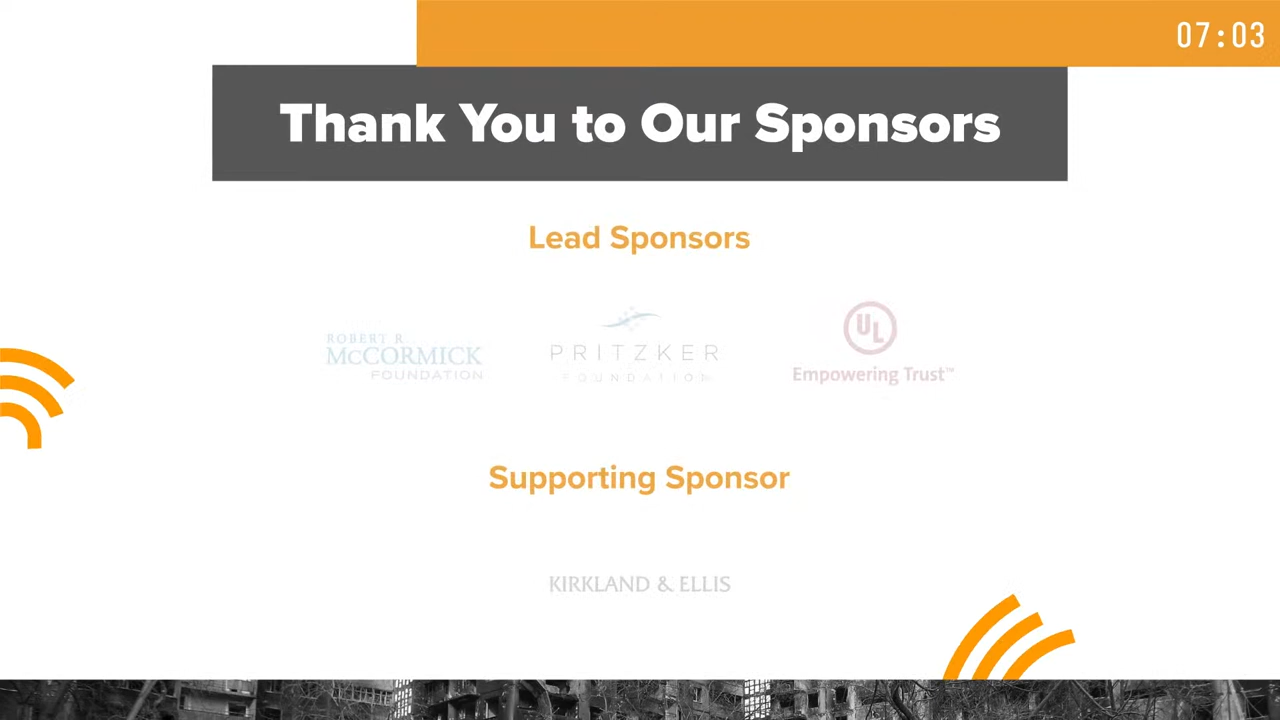 07:03
Thank You to Our Sponsors
Lead Sponsors
ROBERT R.
McCORMICK
FOUNDATION
PRITZKER
FOUNDATION
UL
Empowering Trust™
Supporting Sponsor
KIRKLAND & ELLIS